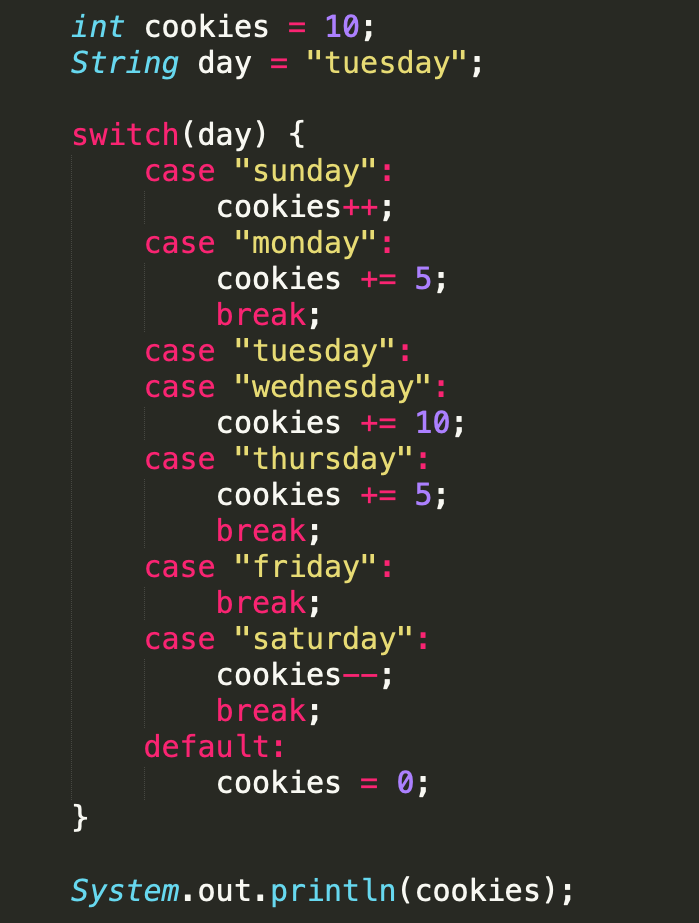 int cookies = 10;
String day = "tuesday";
switch(day) {
case "sunday":
cookies++;
case "monday":
cookies += 5;
break;
case "tuesday":
case "wednesday":
cookies += 10;
case "thursday":
cookies += 5;
break;
case "friday":
break;
case "saturday":
cookies--;
break;
default:
cookies = 0;
}
System.out.println(cookies);